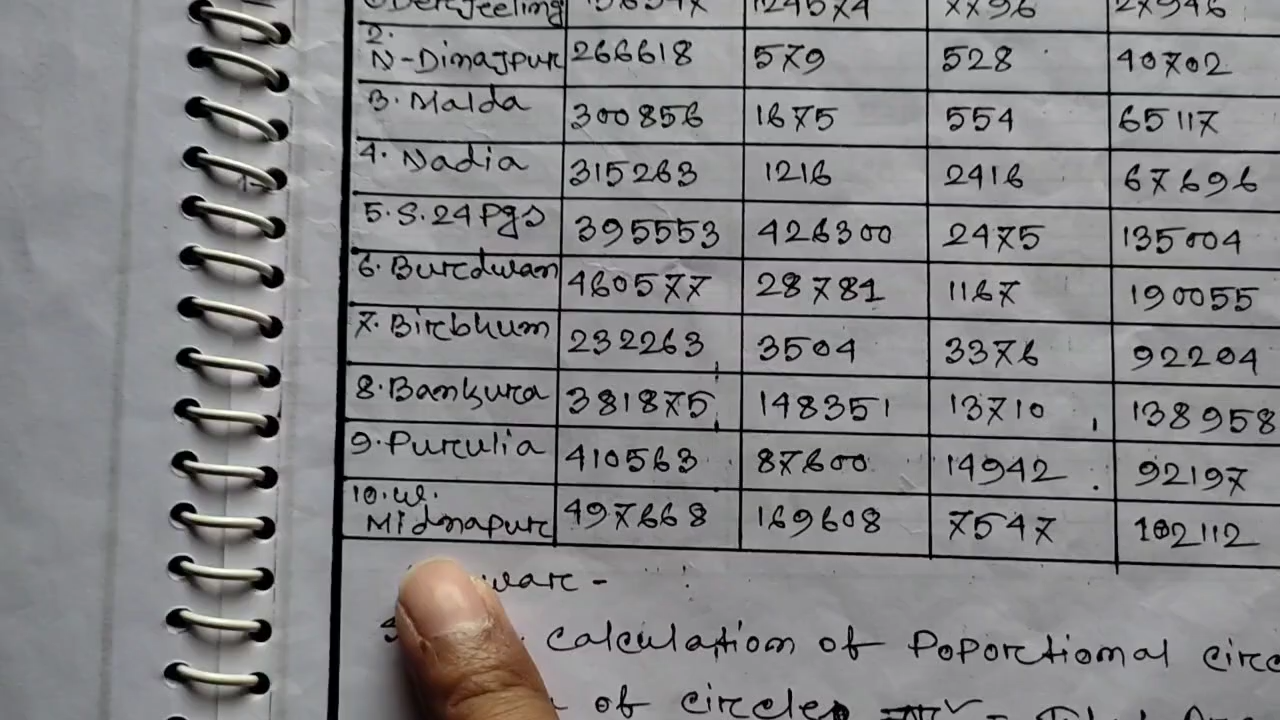 2.
N-Dinajpur 266618 579 528 40702
3. Malda 300856 1675 554 65117
4. Nadia 315263 1216 2416 67696
5. S. 24 Pgs 395553 426300 2475 135004
6. Burdwan 460577 28781 1167 190055
7. Birbhum 232263 3504 3376 92204
8. Bankura 381875 148351 13710 138958
9. Purulia 410563 87600 14942 92197
10. W.
Midnapur 497668 169608 7547 102112
calculation of Poportional circ
of circle